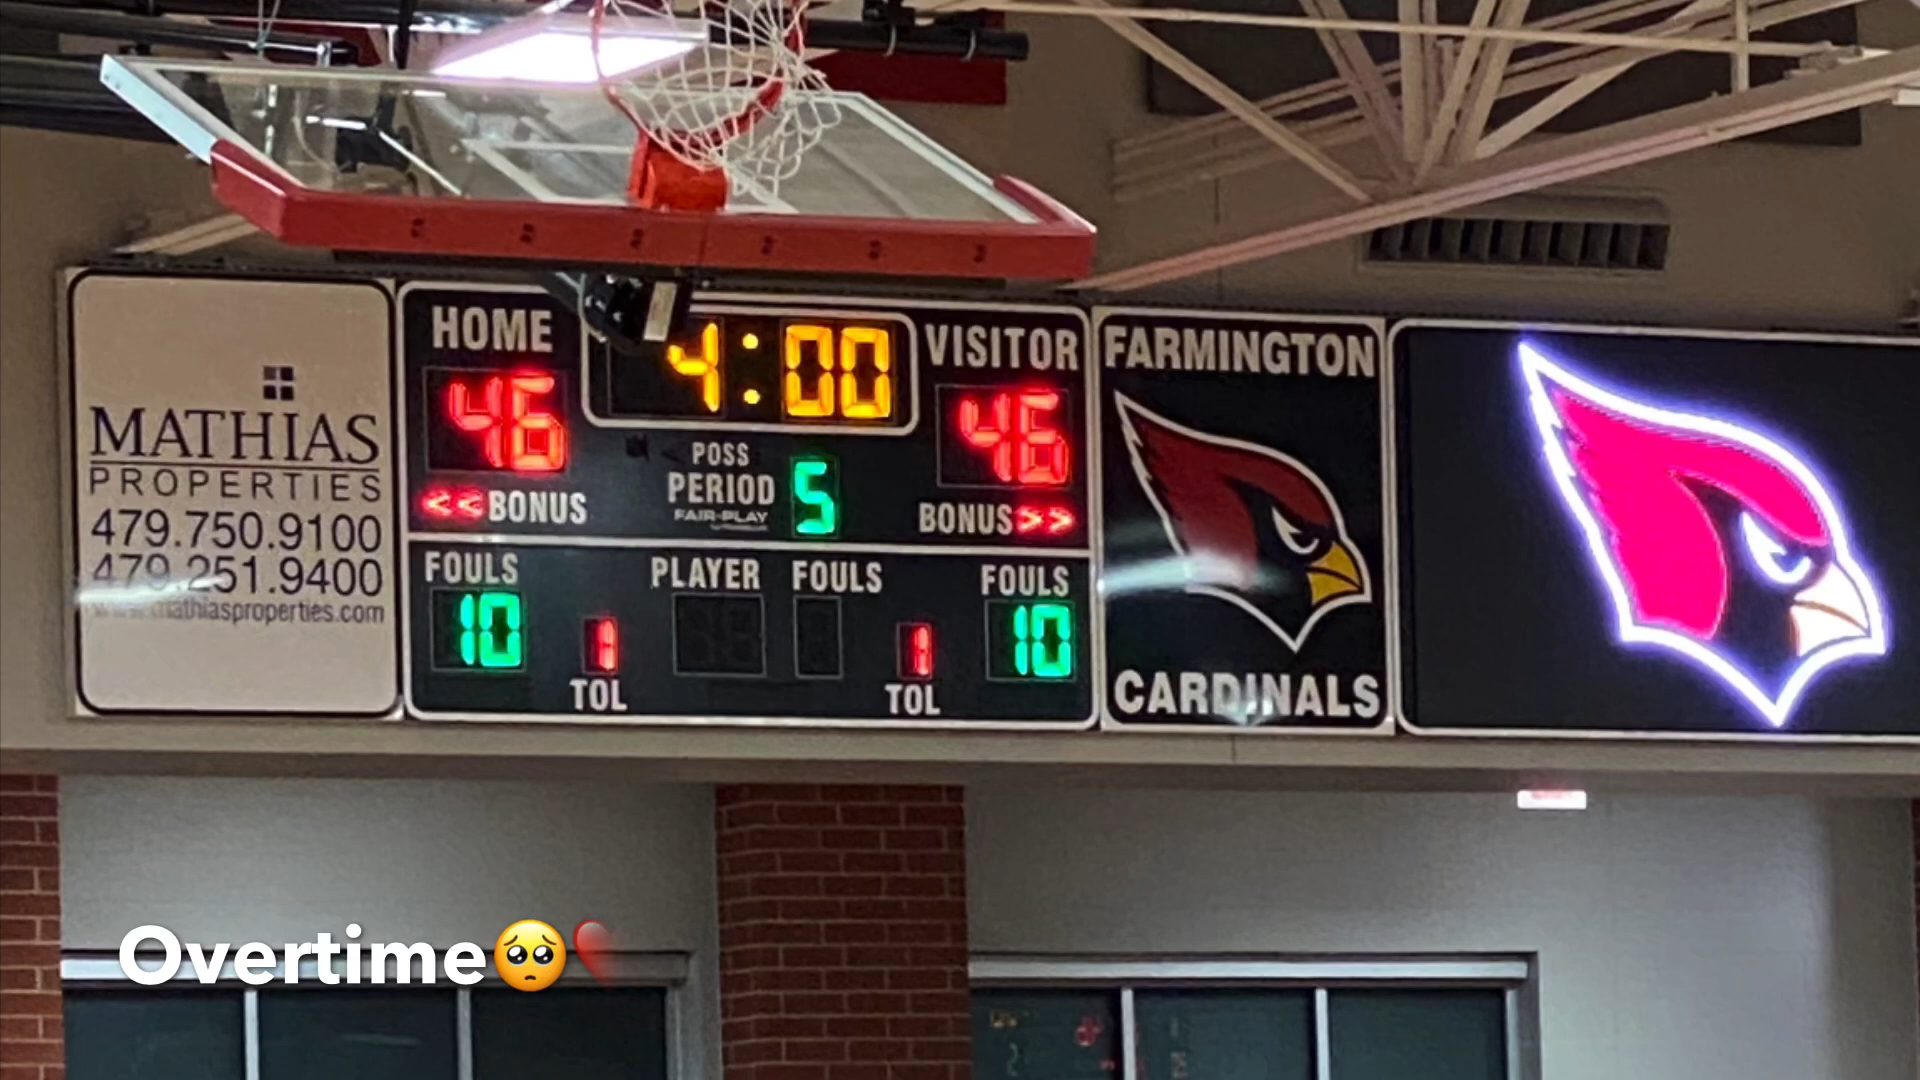 MATHIAS
PROPERTIES
479.750.9100
479.251.9400
mathiasproperties.com
HOME
4:00
VISITOR
46
46
POSS
PERIOD 5
FAIR-PLAY
<<BONUS
BONUS>>
FOULS
PLAYER FOULS
FOULS
10
1
1
10
TOL
TOL
FARMINGTON
CARDINALS
Overtime🥺